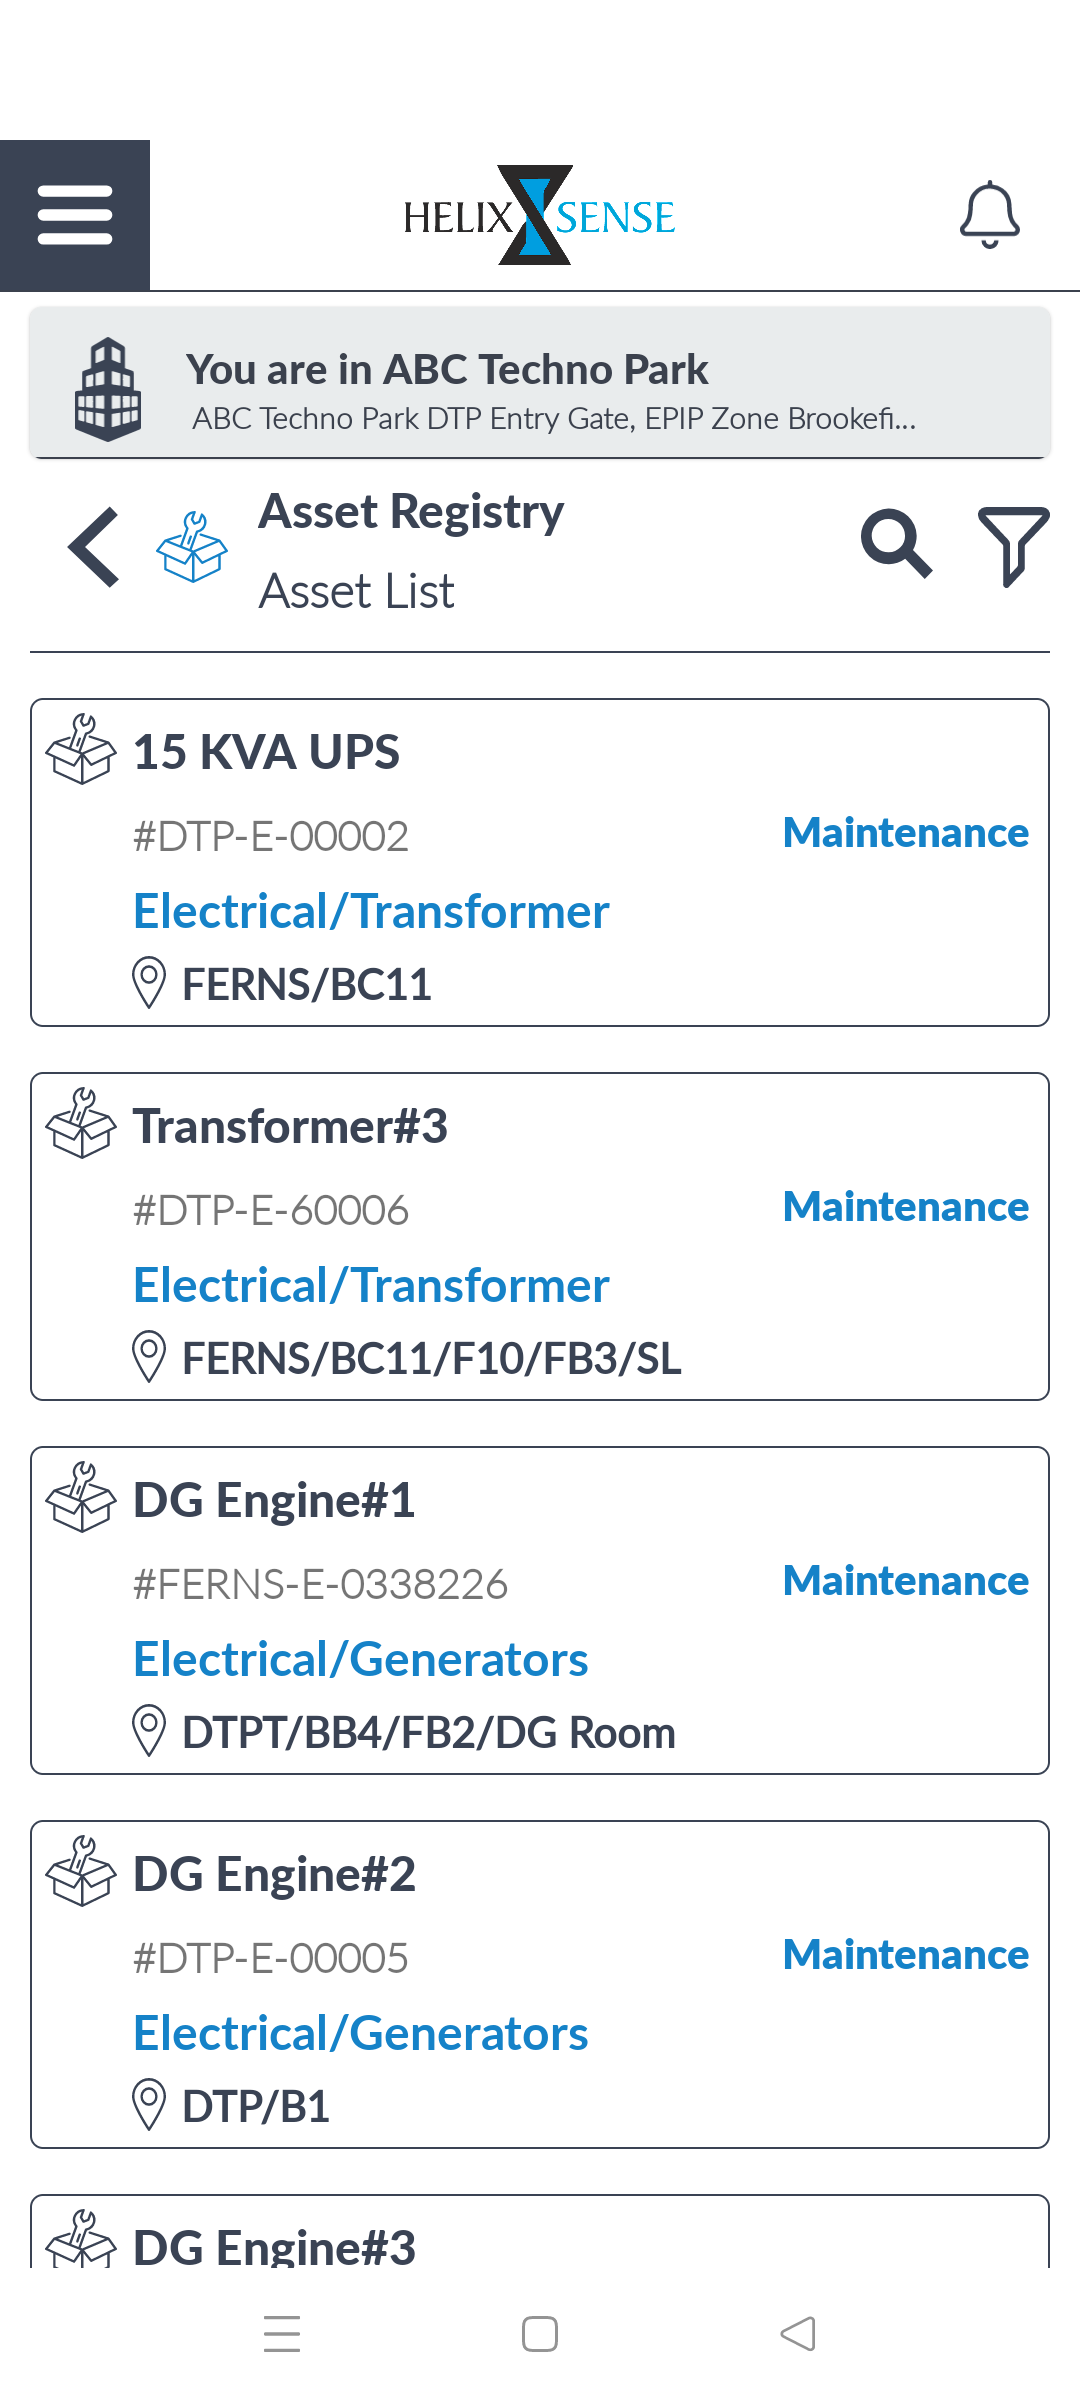 HELIX SENSE
You are in ABC Techno Park
ABC Techno Park DTP Entry Gate, EPIP Zone Brookefi...
Asset Registry
Asset List
15 KVA UPS
#DTP-E-00002
Maintenance
Electrical/Transformer
FERNS/BC11
Transformer#3
#DTP-E-60006
Maintenance
Electrical/Transformer
FERNS/BC11/F10/FB3/SL
DG Engine#1
#FERNS-E-0338226
Maintenance
Electrical/Generators
DTPT/BB4/FB2/DG Room
DG Engine#2
#DTP-E-00005
Maintenance
Electrical/Generators
DTP/B1
DG Engine#3